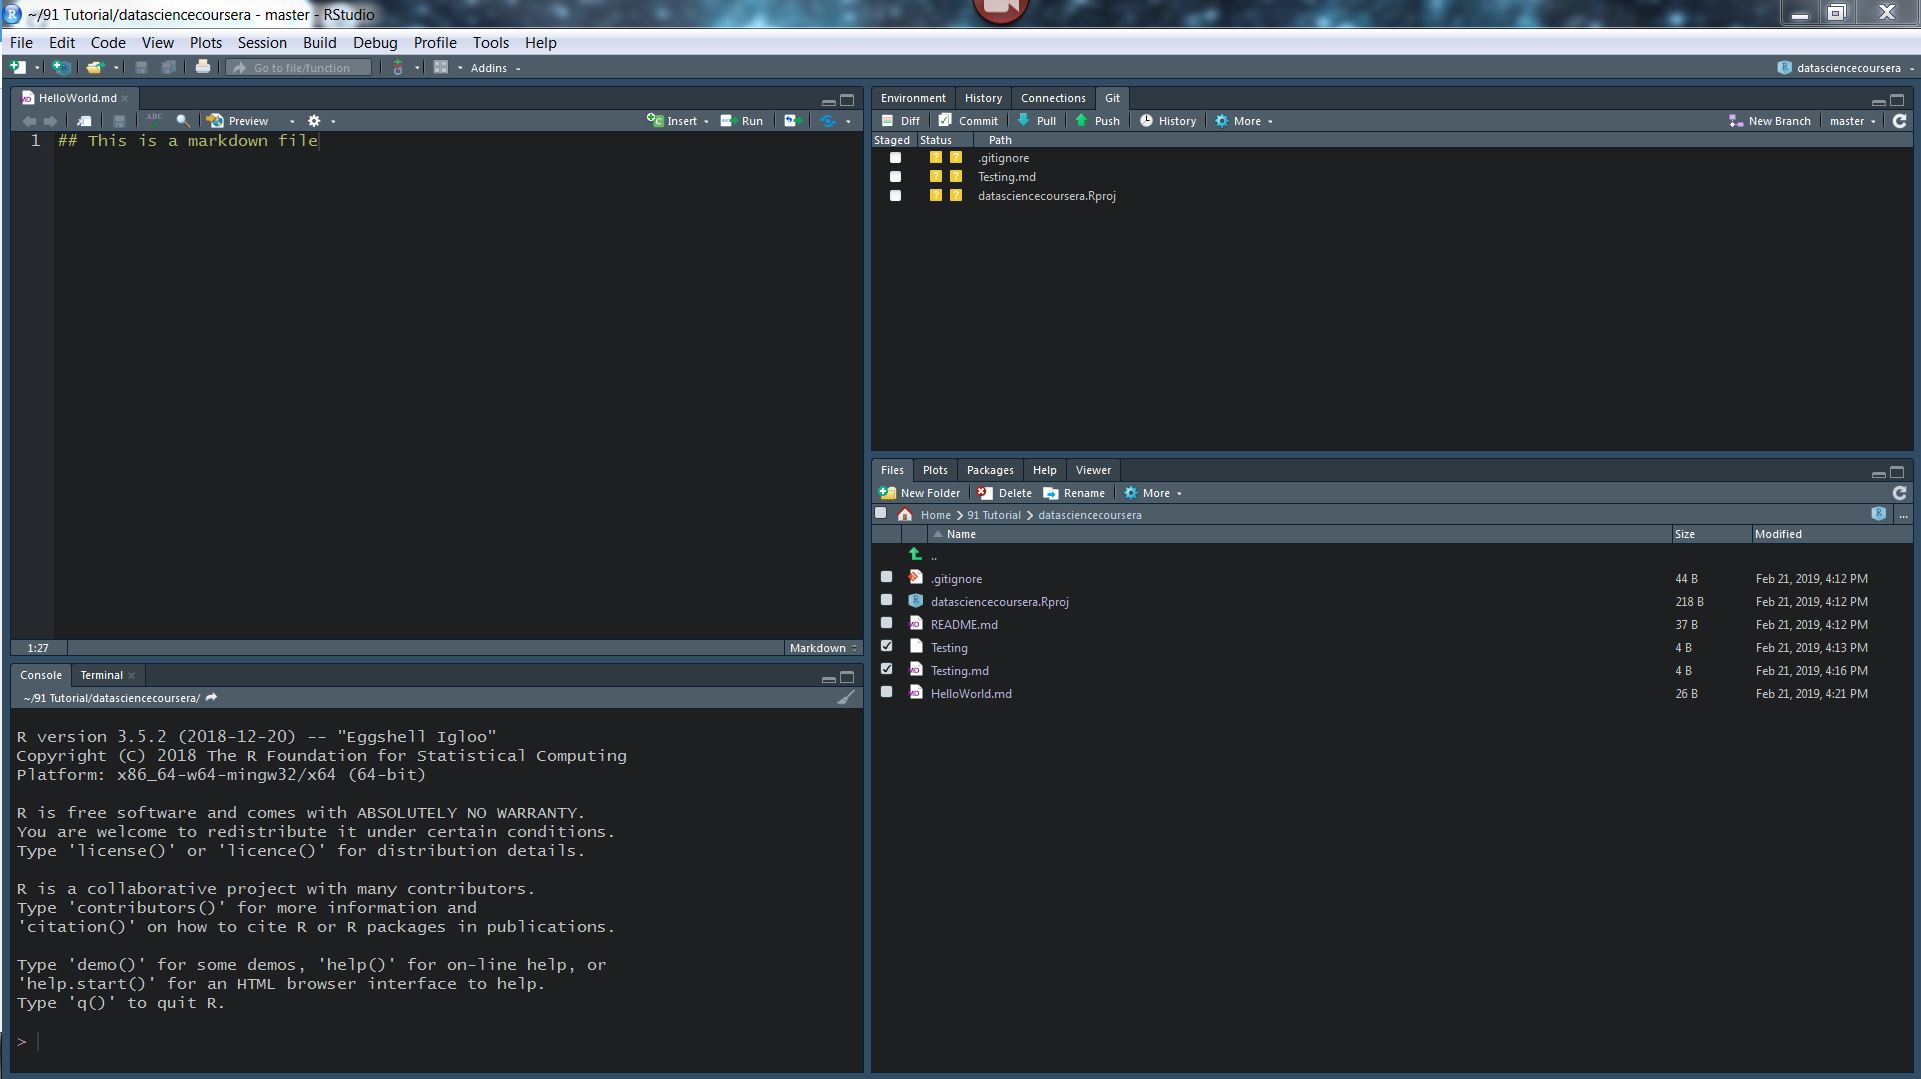 ~/91 Tutorial/datasciencecoursera - master - RStudio
File Edit Code View Plots Session Build Debug Profile Tools Help
Go to file/function Addins datasciencecoursera
HelloWorld.md
ABC Preview Insert Run
1 ## This is a markdown file
1:27 Markdown
Console Terminal
~/91 Tutorial/datasciencecoursera/
R version 3.5.2 (2018-12-20) -- "Eggshell Igloo"
Copyright (C) 2018 The R Foundation for Statistical Computing
Platform: x86_64-w64-mingw32/x64 (64-bit)
R is free software and comes with ABSOLUTELY NO WARRANTY.
You are welcome to redistribute it under certain conditions.
Type 'license()' or 'licence()' for distribution details.
R is a collaborative project with many contributors.
Type 'contributors()' for more information and
'citation()' on how to cite R or R packages in publications.
Type 'demo()' for some demos, 'help()' for on-line help, or
'help.start()' for an HTML browser interface to help.
Type 'q()' to quit R.
>
Environment History Connections Git
Diff Commit Pull Push History More New Branch master
Staged Status Path
? ? .gitignore
? ? Testing.md
? ? datasciencecoursera.Rproj
Files Plots Packages Help Viewer
New Folder Delete Rename More
Home > 91 Tutorial > datasciencecoursera ...
Name Size Modified
..
.gitignore 44 B Feb 21, 2019, 4:12 PM
datasciencecoursera.Rproj 218 B Feb 21, 2019, 4:12 PM
README.md 37 B Feb 21, 2019, 4:12 PM
Testing 4 B Feb 21, 2019, 4:13 PM
Testing.md 4 B Feb 21, 2019, 4:16 PM
HelloWorld.md 26 B Feb 21, 2019, 4:21 PM